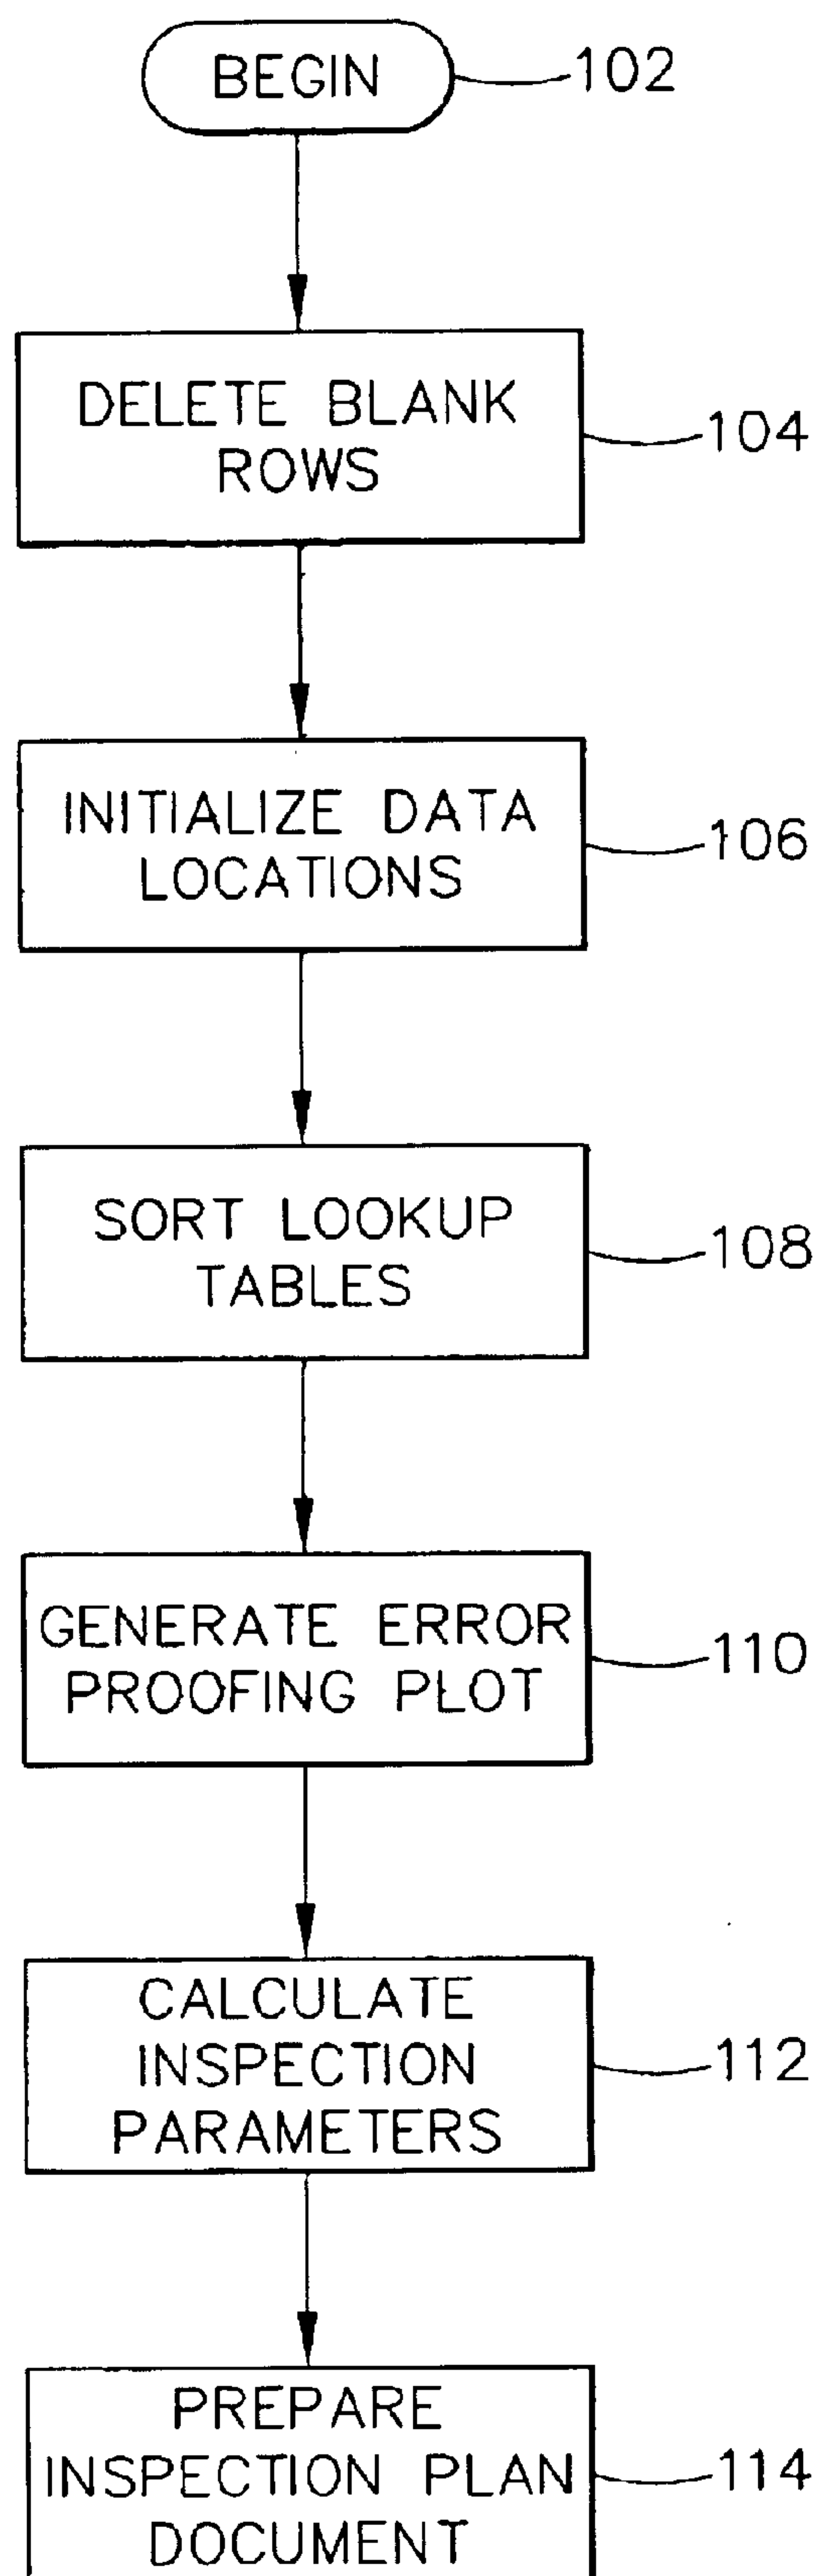 BEGIN
102
DELETE BLANK
ROWS
104
INITIALIZE DATA
LOCATIONS
106
SORT LOOKUP
TABLES
108
GENERATE ERROR
PROOFING PLOT
110
CALCULATE
INSPECTION
PARAMETERS
112
PREPARE
INSPECTION PLAN
DOCUMENT
114